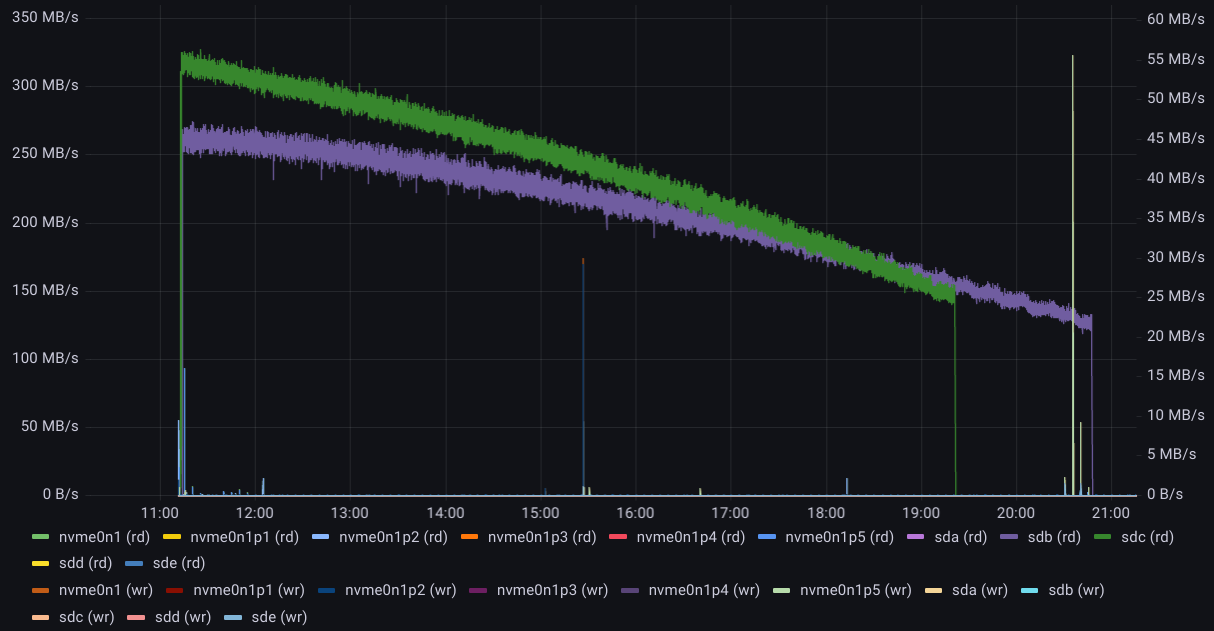 350 MB/s 60 MB/s
55 MB/s
300 MB/s 50 MB/s
250 MB/s 45 MB/s
40 MB/s
200 MB/s 35 MB/s
30 MB/s
150 MB/s 25 MB/s
100 MB/s 20 MB/s
15 MB/s
50 MB/s 10 MB/s
5 MB/s
0 B/s 0 B/s
11:00 12:00 13:00 14:00 15:00 16:00 17:00 18:00 19:00 20:00 21:00
nvme0n1 (rd) nvme0n1p1 (rd) nvme0n1p2 (rd) nvme0n1p3 (rd) nvme0n1p4 (rd) nvme0n1p5 (rd) sda (rd) sdb (rd) sdc (rd)
sdd (rd) sde (rd)
nvme0n1 (wr) nvme0n1p1 (wr) nvme0n1p2 (wr) nvme0n1p3 (wr) nvme0n1p4 (wr) nvme0n1p5 (wr) sda (wr) sdb (wr)
sdc (wr) sdd (wr) sde (wr)